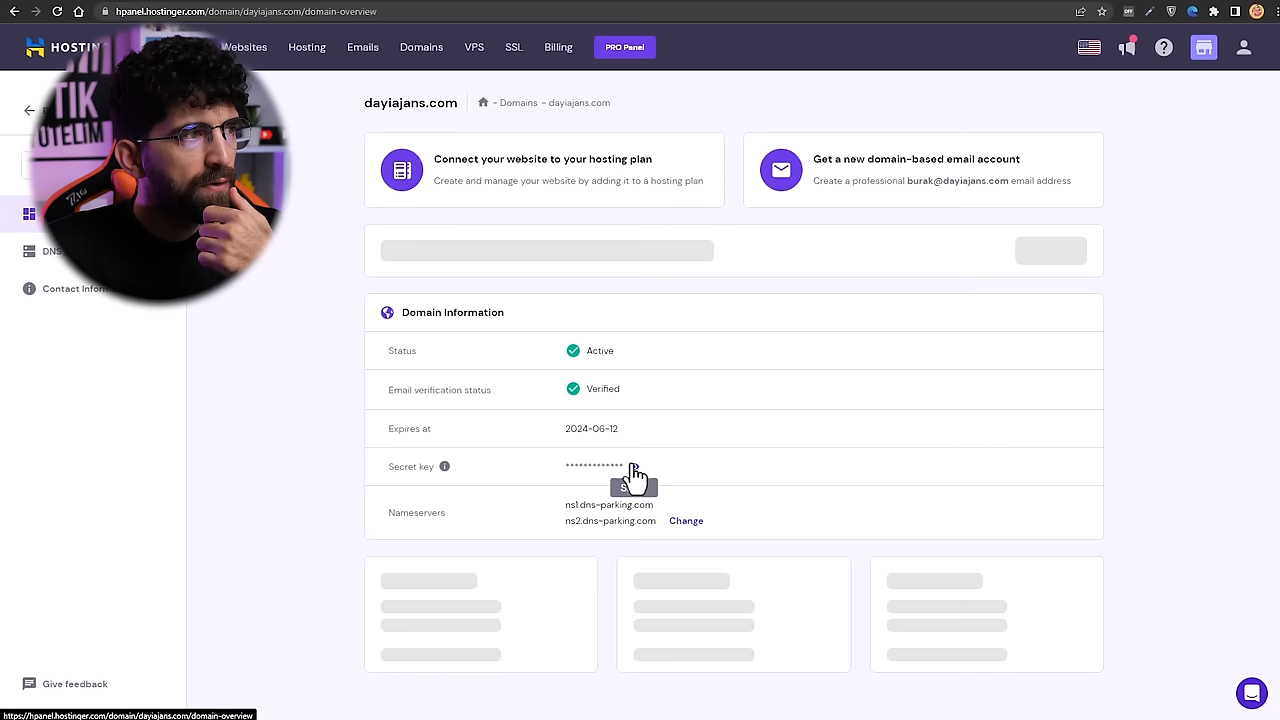 hpanel.hostinger.com/domain/dayiajans.com/domain-overview
Websites
Hosting
Emails
Domains
SSL
Billing
PRO Panel
TIK
UTELİM
dayiajans.com
- Domains - dayiajans.com
Connect your website to your hosting plan
Create and manage your website by adding it to a hosting plan
Get a new domain-based email account
Create a professional burak@dayiajans.com email address
DNS
Contact Inform
Domain Information
Status
Active
Email verification status
Verified
Expires at
2024-06-12
Secret key
*************
Nameservers
ns1.dns-parking.com
ns2.dns-parking.com
Change
Give feedback
https://hpanel.hostinger.com/domain/dayiajans.com/domain-overview